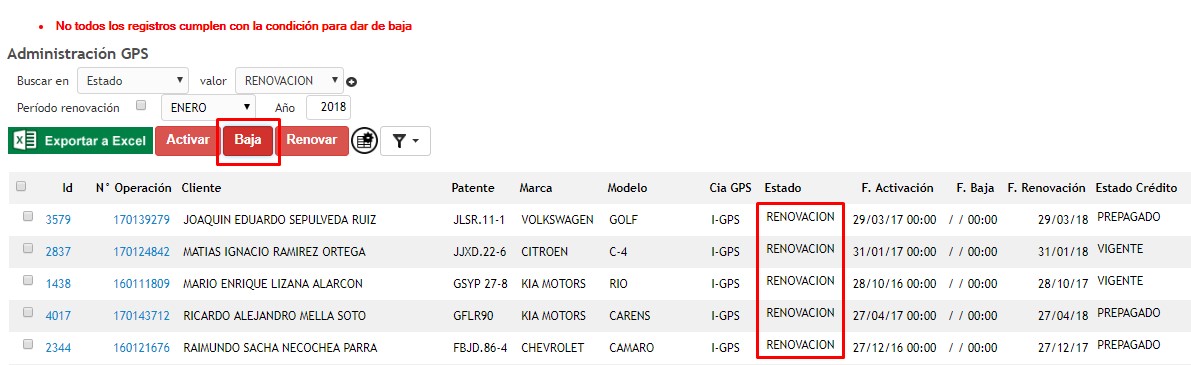 • No todos los registros cumplen con la condición para dar de baja
Administración GPS
Buscar en Estado valor RENOVACION
Período renovación ENERO Año 2018
Exportar a Excel Activar Baja Renovar
Id N° Operación Cliente Patente Marca Modelo Cia GPS Estado F. Activación F. Baja F. Renovación Estado Crédito
3579 170139279 JOAQUIN EDUARDO SEPULVEDA RUIZ JLSR.11-1 VOLKSWAGEN GOLF I-GPS RENOVACION 29/03/17 00:00 / / 00:00 29/03/18 PREPAGADO
2837 170124842 MATIAS IGNACIO RAMIREZ ORTEGA JJXD.22-6 CITROEN C-4 I-GPS RENOVACION 31/01/17 00:00 / / 00:00 31/01/18 VIGENTE
1438 160111809 MARIO ENRIQUE LIZANA ALARCON GSYP 27-8 KIA MOTORS RIO I-GPS RENOVACION 28/10/16 00:00 / / 00:00 28/10/17 VIGENTE
4017 170143712 RICARDO ALEJANDRO MELLA SOTO GFLR90 KIA MOTORS CARENS I-GPS RENOVACION 27/04/17 00:00 / / 00:00 27/04/18 PREPAGADO
2344 160121676 RAIMUNDO SACHA NECOCHEA PARRA FBJD.86-4 CHEVROLET CAMARO I-GPS RENOVACION 27/12/16 00:00 / / 00:00 27/12/17 PREPAGADO